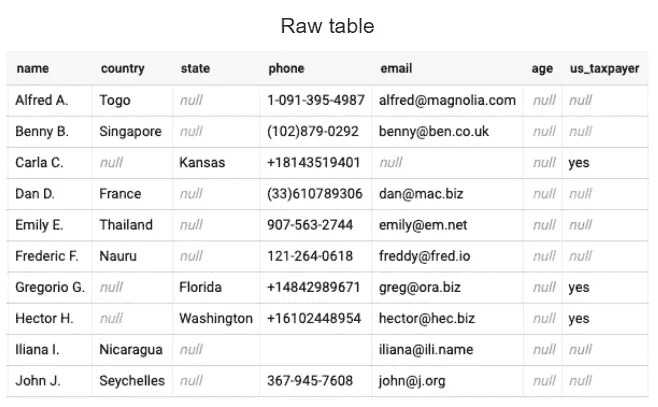 Raw table
name country state phone email age us_taxpayer
Alfred A. Togo null 1-091-395-4987 alfred@magnolia.com null null
Benny B. Singapore null (102)879-0292 benny@ben.co.uk null null
Carla C. null Kansas +18143519401 null null yes
Dan D. France null (33)610789306 dan@mac.biz null null
Emily E. Thailand null 907-563-2744 emily@em.net null null
Frederic F. Nauru null 121-264-0618 freddy@fred.io null null
Gregorio G. null Florida +14842989671 greg@ora.biz null yes
Hector H. null Washington +16102448954 hector@hec.biz null yes
Iliana I. Nicaragua null iliana@ili.name null null
John J. Seychelles null 367-945-7608 john@j.org null null